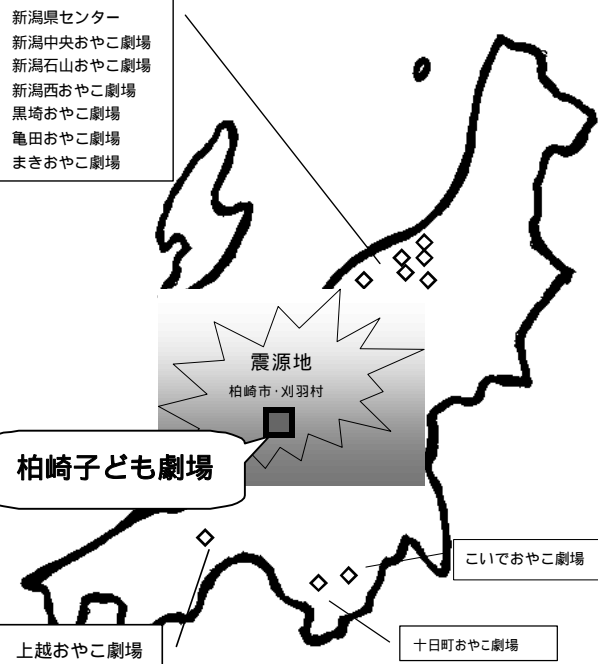 新潟県センター
新潟中央おやこ劇場
新潟石山おやこ劇場
新潟西おやこ劇場
黒埼おやこ劇場
亀田おやこ劇場
まきおやこ劇場
震源地
柏崎市・刈羽村
柏崎子ども劇場
こいでおやこ劇場
十日町おやこ劇場
上越おやこ劇場